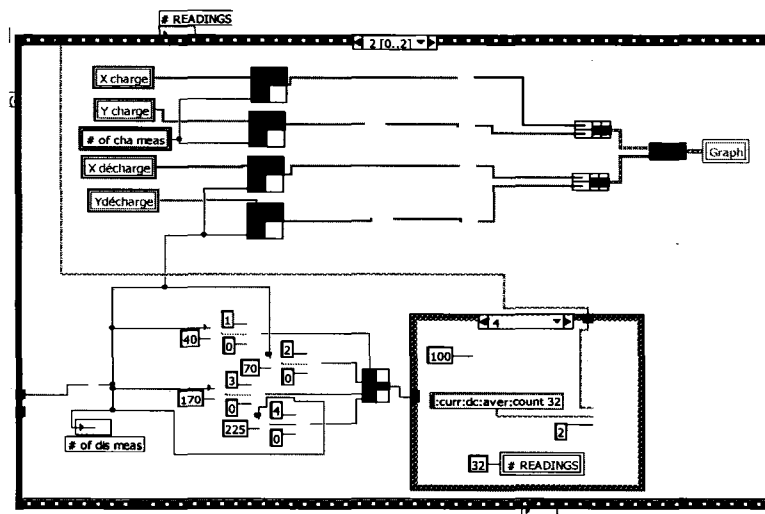 # READINGS
2 [0..2]
X charge
Y charge
# of cha meas
X décharge
Ydécharge
Graph
1
40
0
2
70
0
3
170
0
4
225
0
# of dis meas
4
100
:curr:dc:aver:count 32
2
32
# READINGS